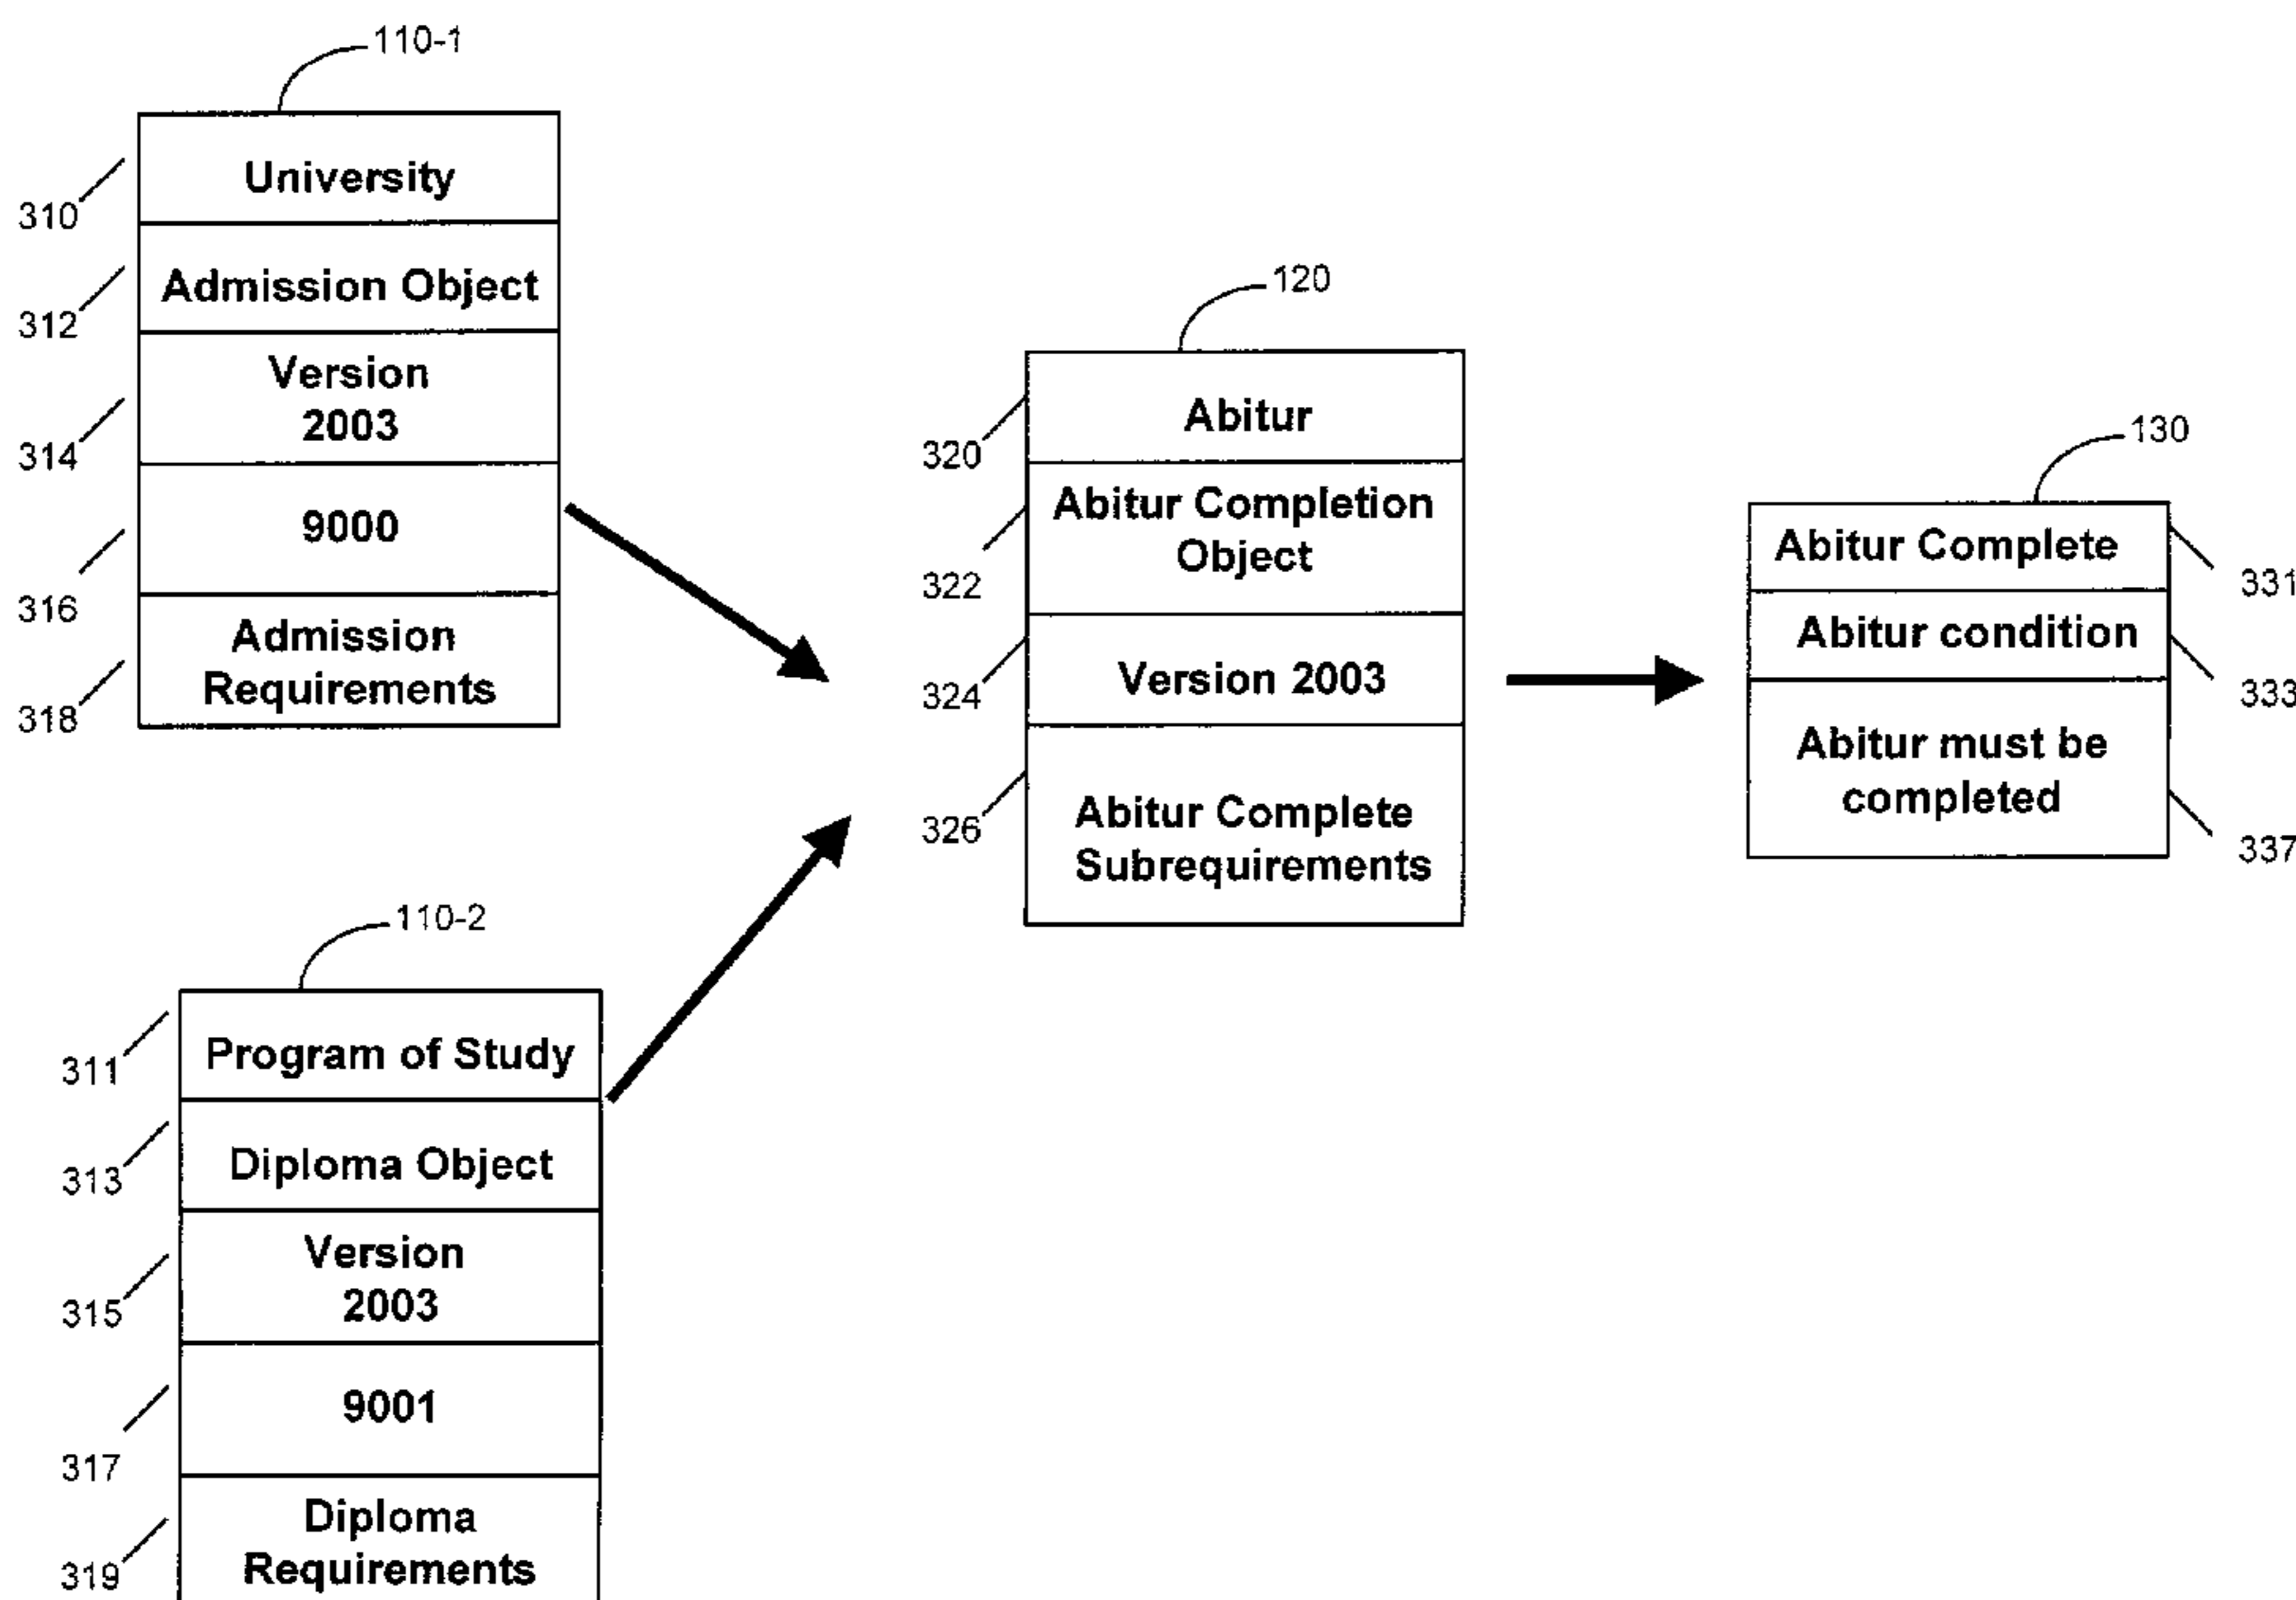 110-1
University
310
Admission Object
312
Version
2003
314
9000
316
Admission
Requirements
318
120
Abitur
320
Abitur Completion
Object
322
Version 2003
324
Abitur Complete
Subrequirements
326
130
Abitur Complete
331
Abitur condition
333
Abitur must be
completed
337
110-2
Program of Study
311
Diploma Object
313
Version
2003
315
9001
317
Diploma
Requirements
319